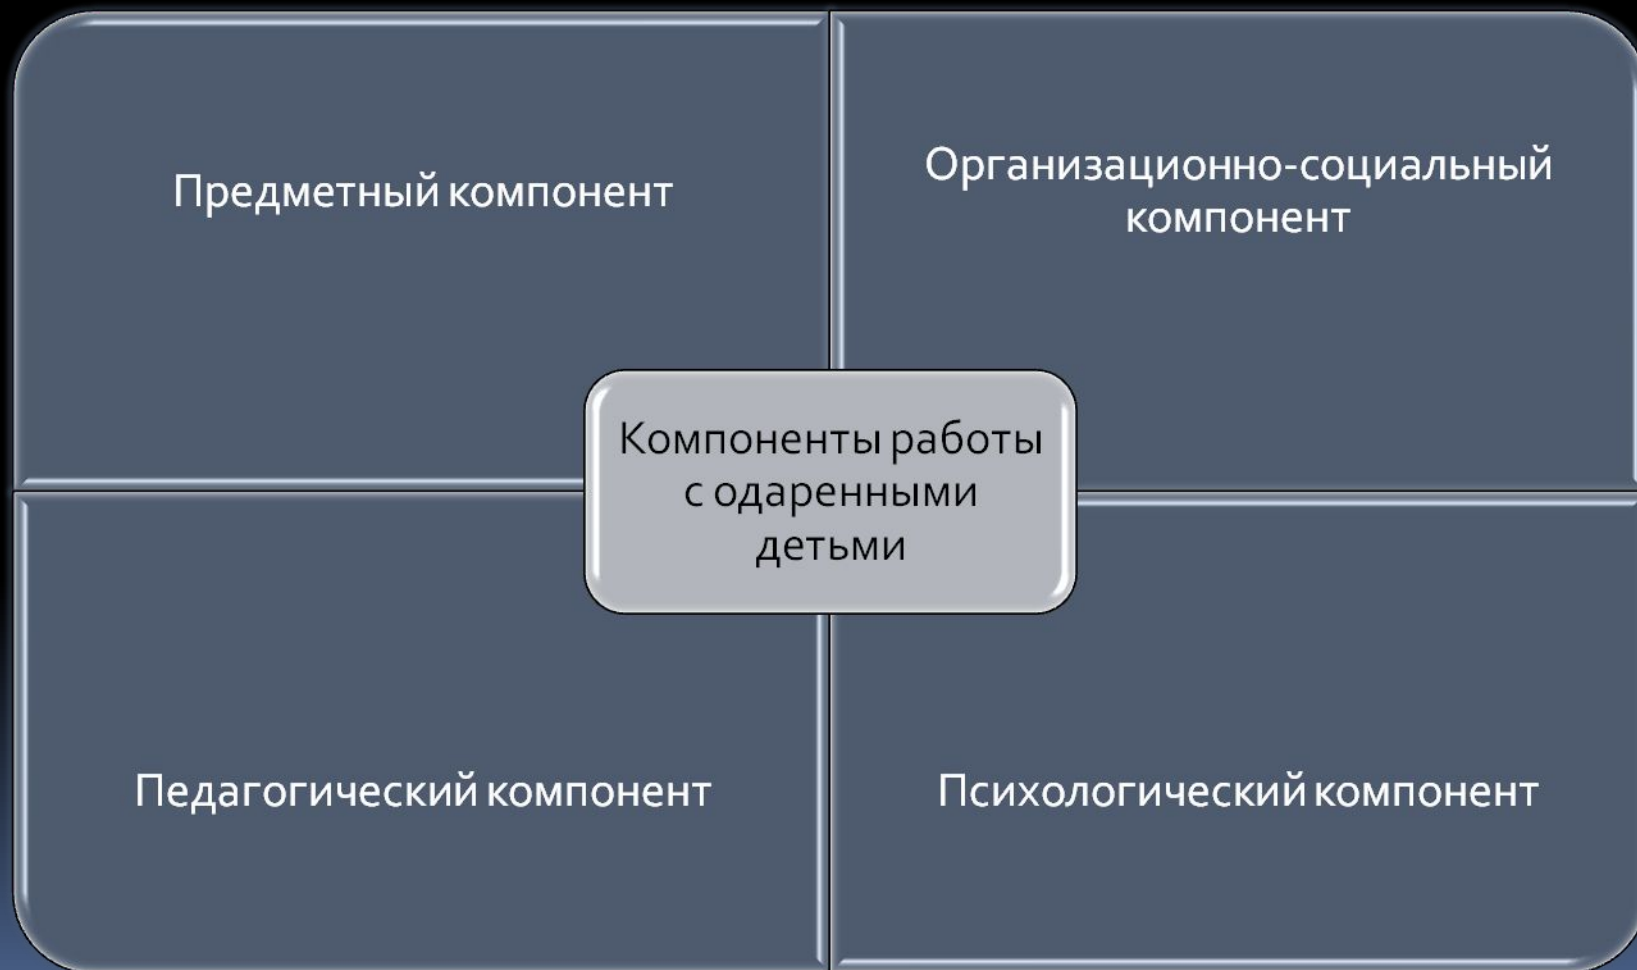 Предметный компонент
Организационно-социальный
компонент
Компоненты работы
с одаренными
детьми
Педагогический компонент
Психологический компонент